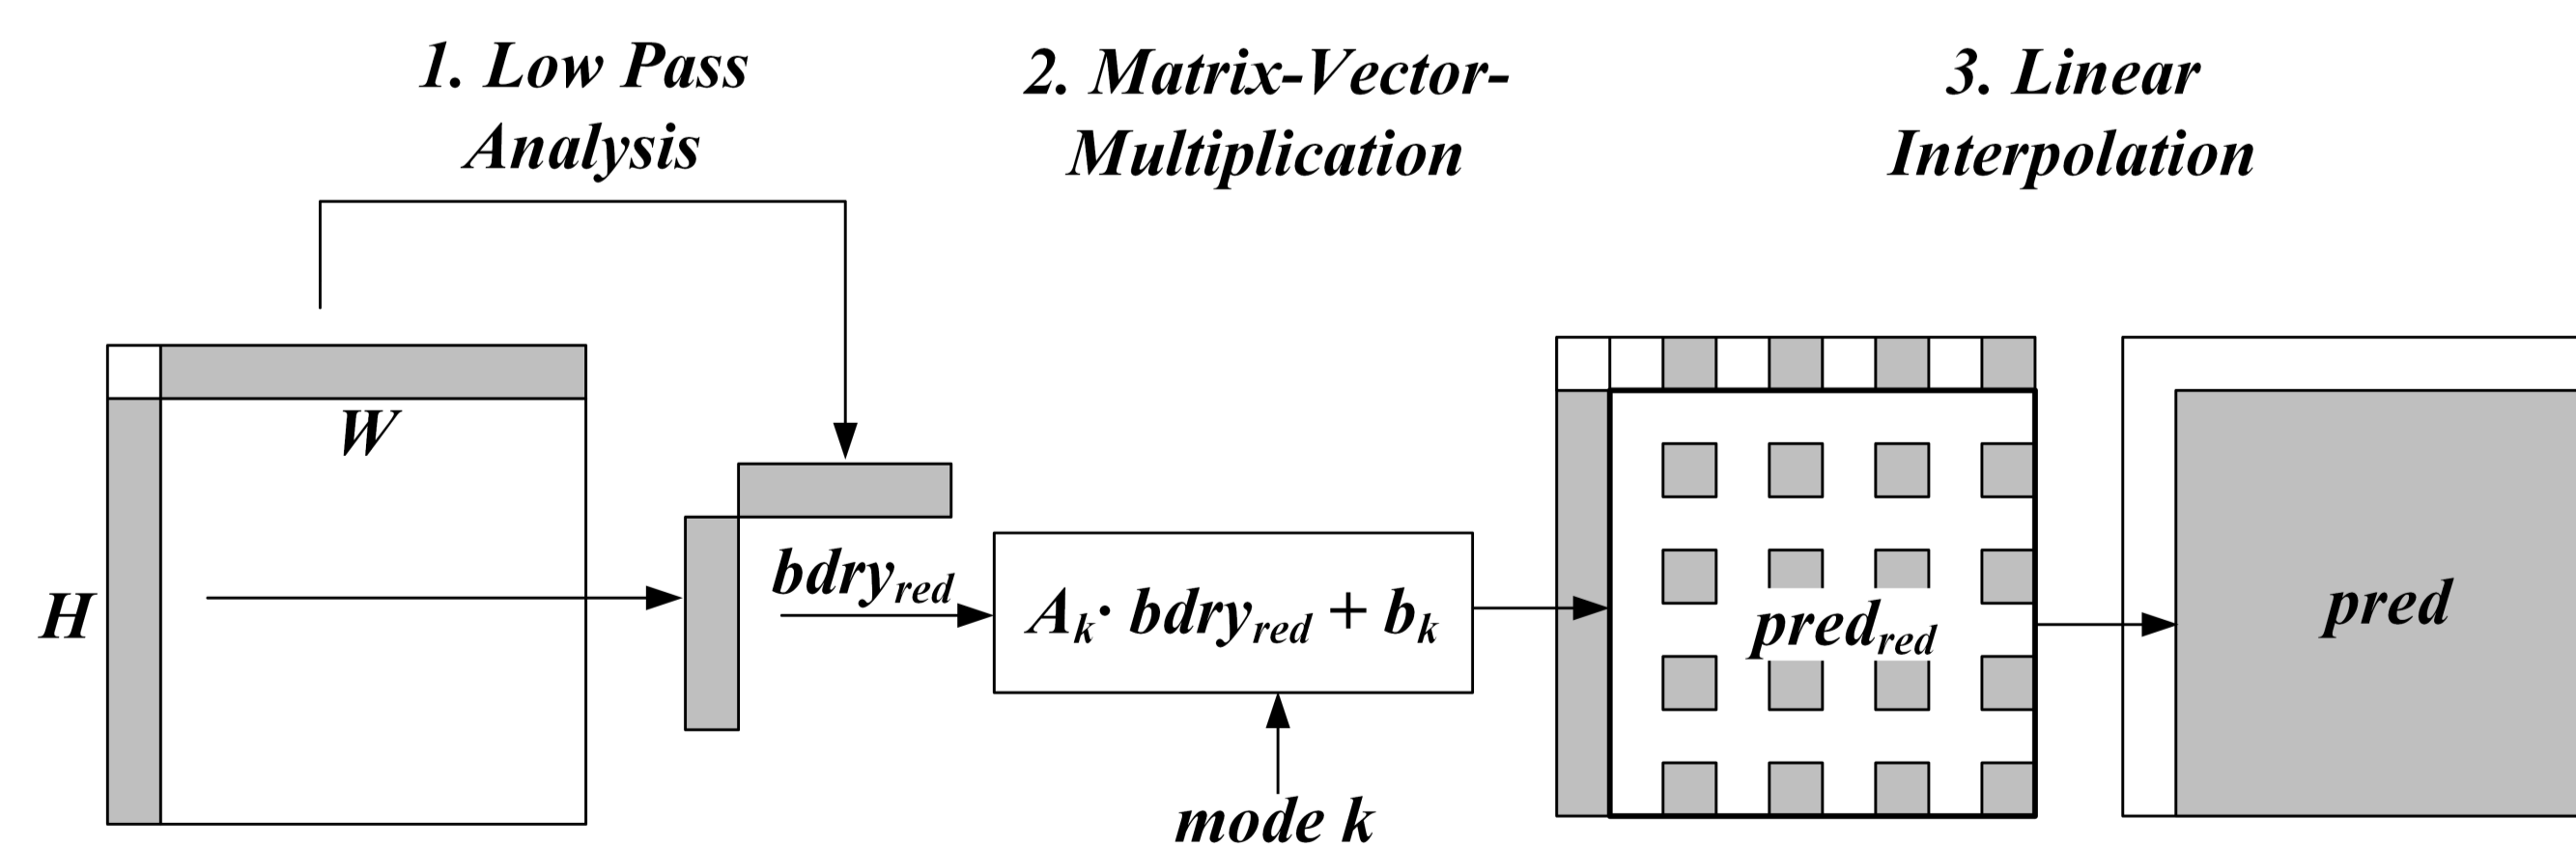 1. Low Pass
Analysis
2. Matrix-Vector-
Multiplication
3. Linear
Interpolation
W
H
bdry_red
A_k· bdry_red + b_k
pred_red
pred
mode k